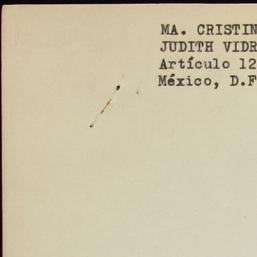 MA. CRISTIN
JUDITH VIDR
Artículo 12
México, D.F